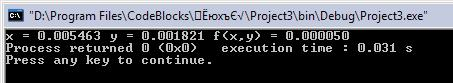 "D:\Program Files\CodeBlocks\ПЁюхъЄ√\Project3\bin\Debug\Project3.exe"
x = 0.005463 y = 0.001821 f(x,y) = 0.000050
Process returned 0 (0x0)   execution time : 0.031 s
Press any key to continue.